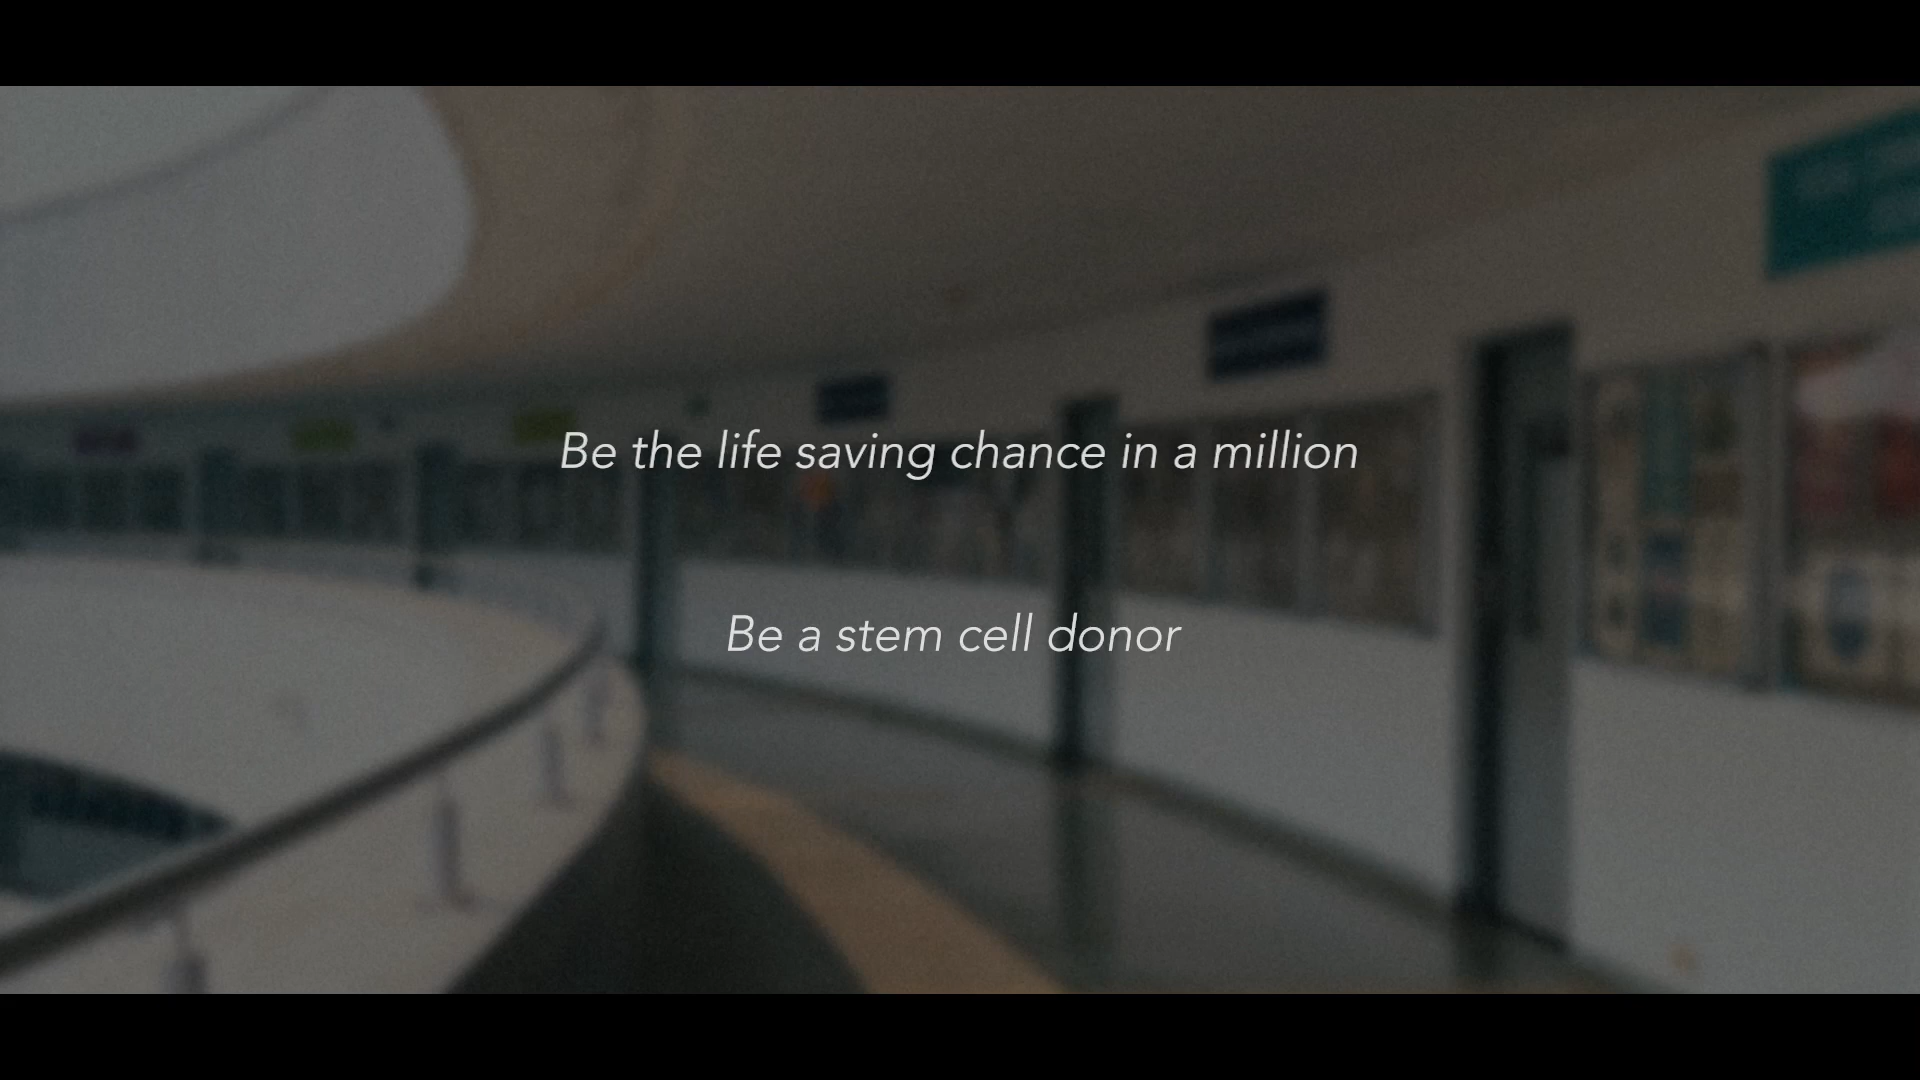 Be the life saving chance in a million
Be a stem cell donor